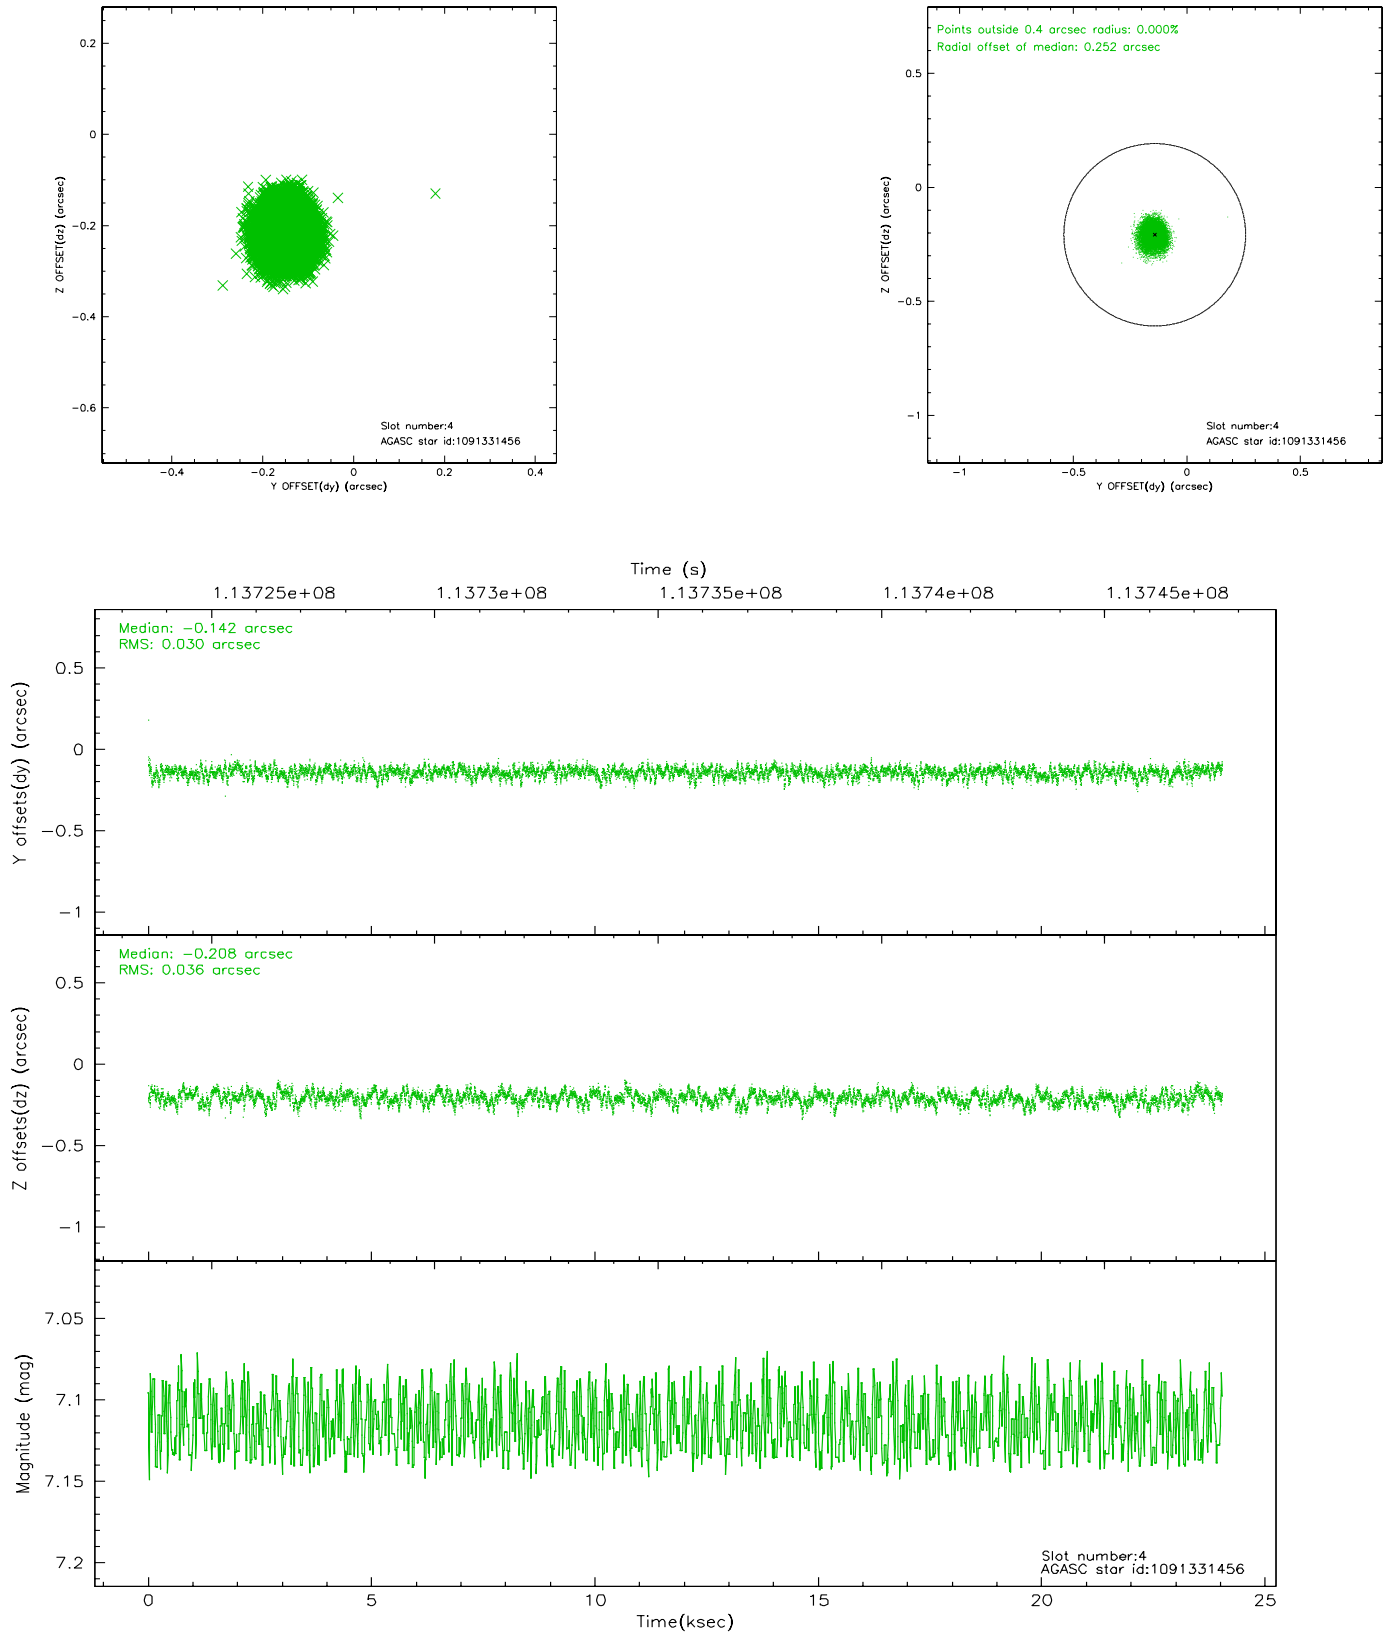 0.2
0
−0.2
−0.4
−0.6
Z OFFSET(dz) (arcsec)
−0.4 −0.2 0 0.2 0.4
Y OFFSET(dy) (arcsec)
Slot number:4
AGASC star id:1091331456
Points outside 0.4 arcsec radius: 0.000%
Radial offset of median: 0.252 arcsec
0.5
0
−0.5
−1
Z OFFSET(dz) (arcsec)
−1 −0.5 0 0.5
Y OFFSET(dy) (arcsec)
Slot number:4
AGASC star id:1091331456
Time (s)
1.13725e+08 1.1373e+08 1.13735e+08 1.1374e+08 1.13745e+08
Median: −0.142 arcsec
RMS: 0.030 arcsec
0.5
0
−0.5
−1
Y offsets(dy) (arcsec)
Median: −0.208 arcsec
RMS: 0.036 arcsec
0.5
0
−0.5
−1
Z offsets(dz) (arcsec)
7.05
7.1
7.15
7.2
Magnitude (mag)
Slot number:4
AGASC star id:1091331456
0 5 10 15 20 25
Time(ksec)